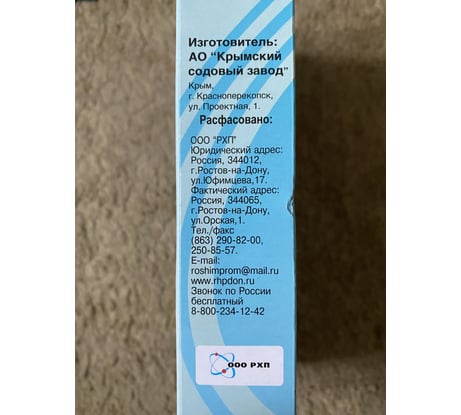 Изготовитель:
АО "Крымский
содовый завод"
Крым,
г. Красноперекопск,
ул. Проектная, 1.
Расфасовано:
ООО "РХП"
Юридический адрес:
Россия, 344012,
г.Ростов-на-Дону,
ул.Юфимцева,17.
Фактический адрес:
Россия, 344065,
г.Ростов-на-Дону,
ул.Орская,1.
Тел./факс
(863) 290-82-00,
250-85-57.
E-mail:
roshimprom@mail.ru
www.rhpdon.ru
Звонок по России
бесплатный
8-800-234-12-42
ООО РХП